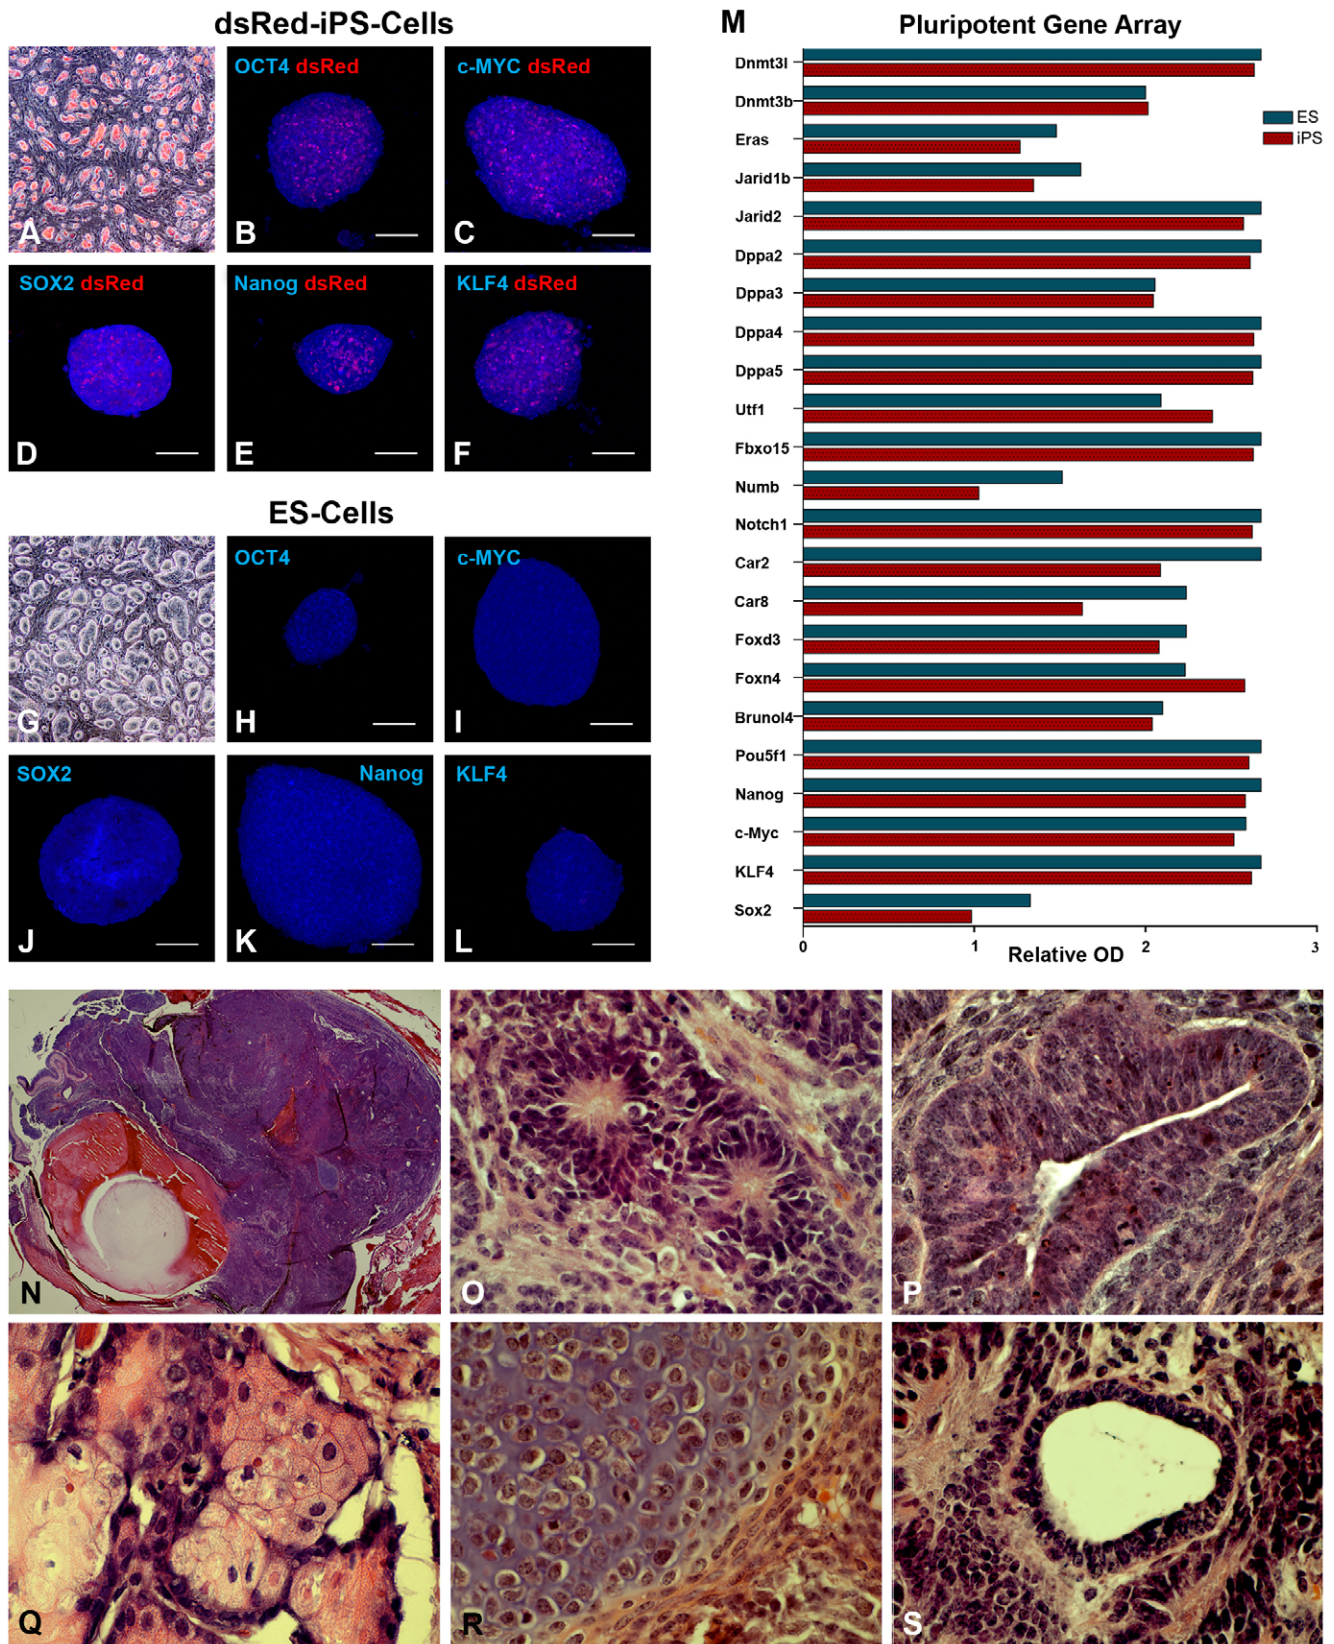 dsRed-iPS-Cells
A
OCT4 dsRed
B
c-MYC dsRed
C
SOX2 dsRed
D
Nanog dsRed
E
KLF4 dsRed
F
ES-Cells
G
OCT4
H
c-MYC
I
SOX2
J
Nanog
K
KLF4
L
M
Pluripotent Gene Array
Dnmt3l
Dnmt3b
Eras
Jarid1b
Jarid2
Dppa2
Dppa3
Dppa4
Dppa5
Utf1
Fbxo15
Numb
Notch1
Car2
Car8
Foxd3
Foxn4
Brunol4
Pou5f1
Nanog
c-Myc
KLF4
Sox2
ES
iPS
0 1 2 3
Relative OD
N
O
P
Q
R
S